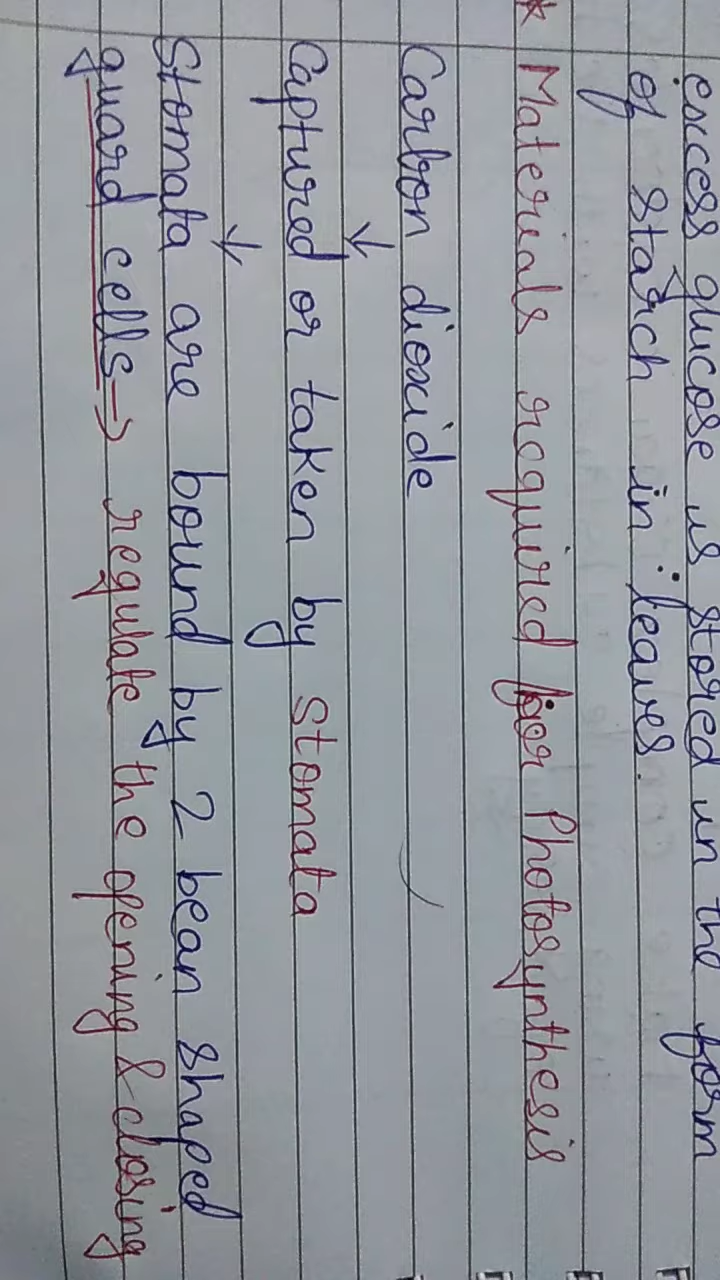 excess glucose is stored in the form
of starch in leaves.
* Materials required for Photosynthesis
Carbon dioxide
↓
Captured or taken by stomata
↓
Stomata are bound by 2 bean shaped
guard cells → regulate the opening & closing